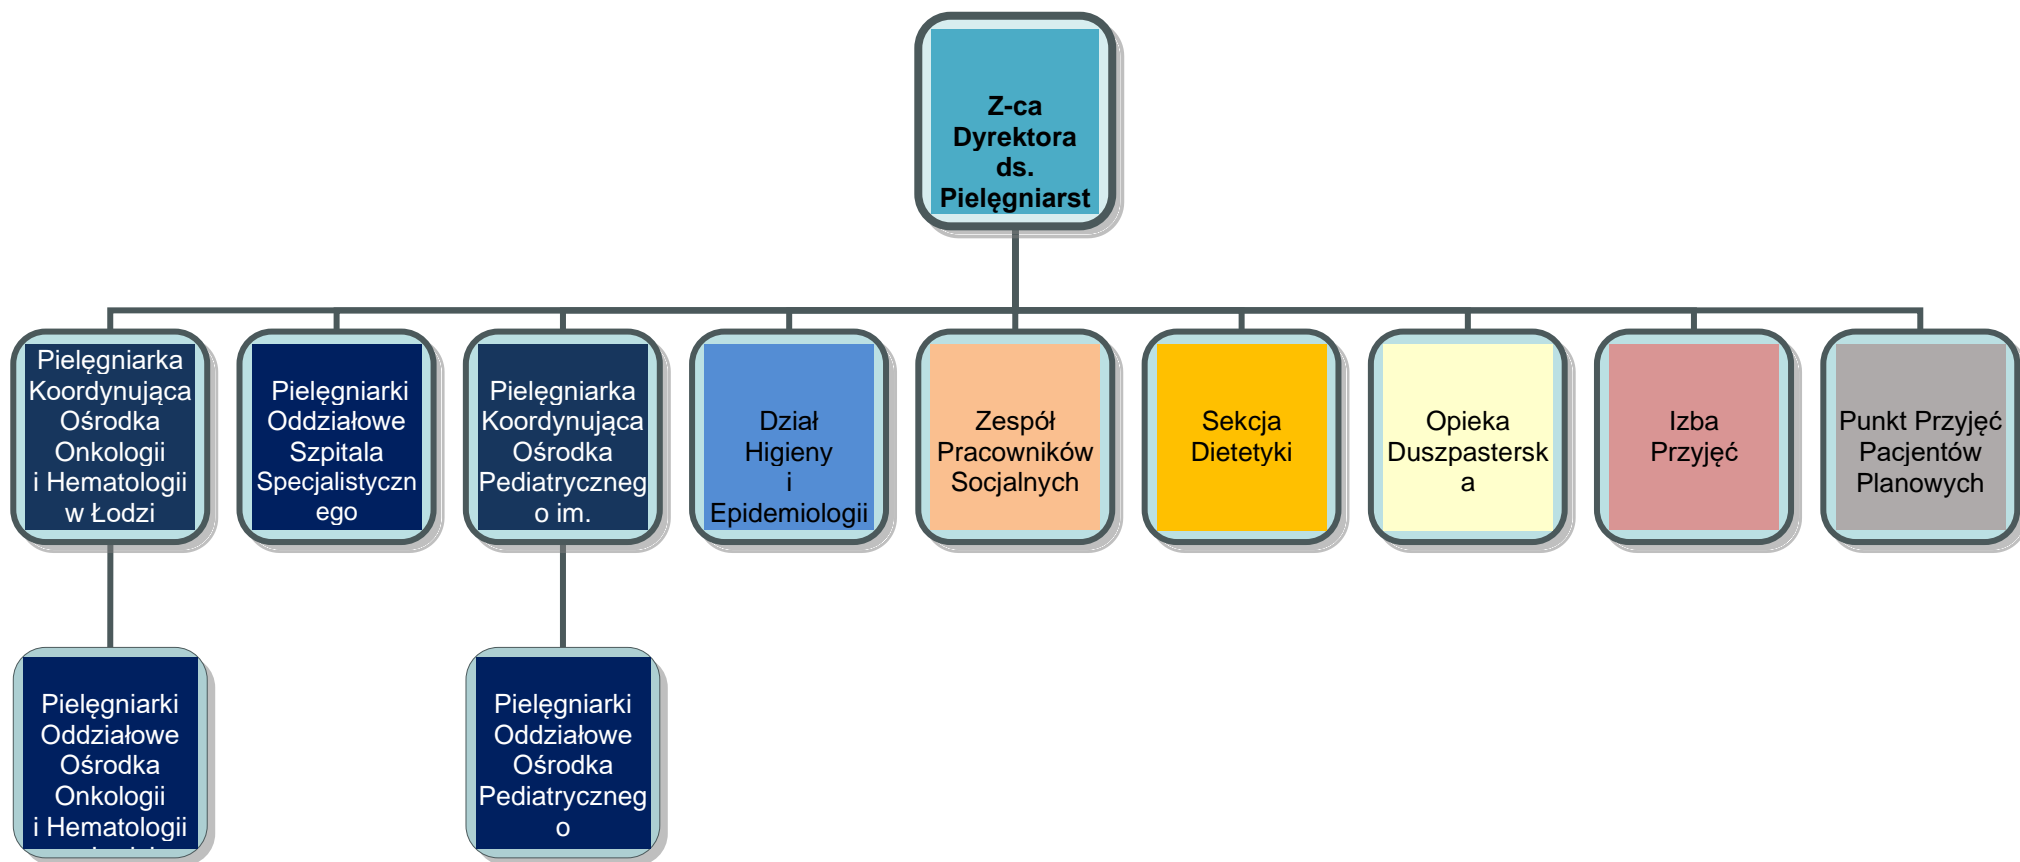 Z-ca
Dyrektora
ds.
Pielęgniarst
Pielęgniarka
Koordynująca
Ośrodka
Onkologii
i Hematologii
w Łodzi
Pielęgniarki
Oddziałowe
Szpitala
Specjalistyczn
ego
Pielęgniarka
Koordynująca
Ośrodka
Pediatryczneg
o im.
Dział
Higieny
i
Epidemiologii
Zespół
Pracowników
Socjalnych
Sekcja
Dietetyki
Opieka
Duszpastersk
a
Izba
Przyjęć
Punkt Przyjęć
Pacjentów
Planowych
Pielęgniarki
Oddziałowe
Ośrodka
Onkologii
i Hematologii
Pielęgniarki
Oddziałowe
Ośrodka
Pediatryczneg
o